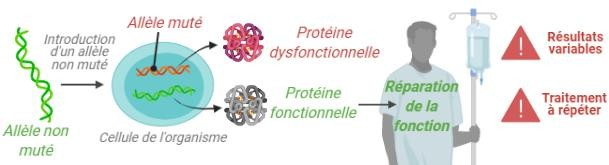 Allèle non
muté
Introduction
d'un allèle
non muté
Allèle muté
Cellule de l'organisme
Protéine
dysfonctionnelle
Protéine
fonctionnelle
Réparation
de la
fonction
Résultats
variables
Traitement
à répéter